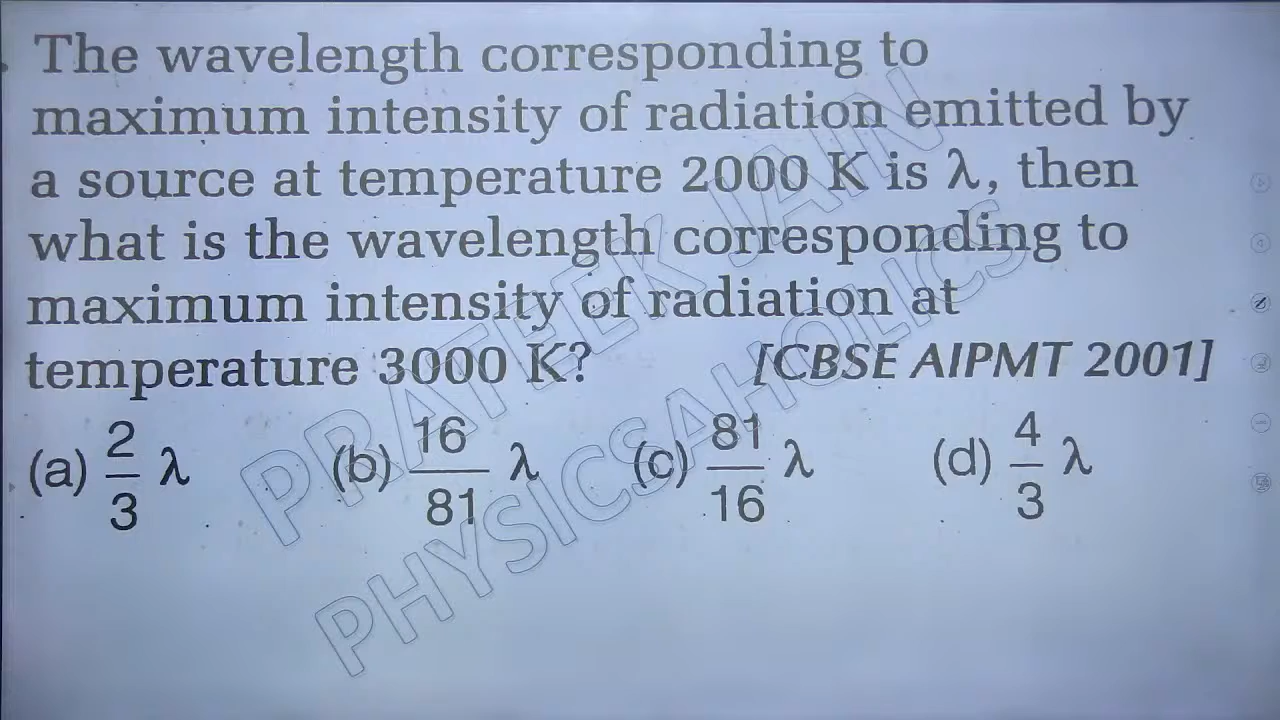 The wavelength corresponding to
maximum intensity of radiation emitted by
a source at temperature 2000 K is λ, then
what is the wavelength corresponding to
maximum intensity of radiation at
temperature 3000 K? [CBSE AIPMT 2001]
(a) 2/3 λ (b) 16/81 λ (c) 81/16 λ (d) 4/3 λ
PRATEEK JAIN
PHYSICSAHOLICS